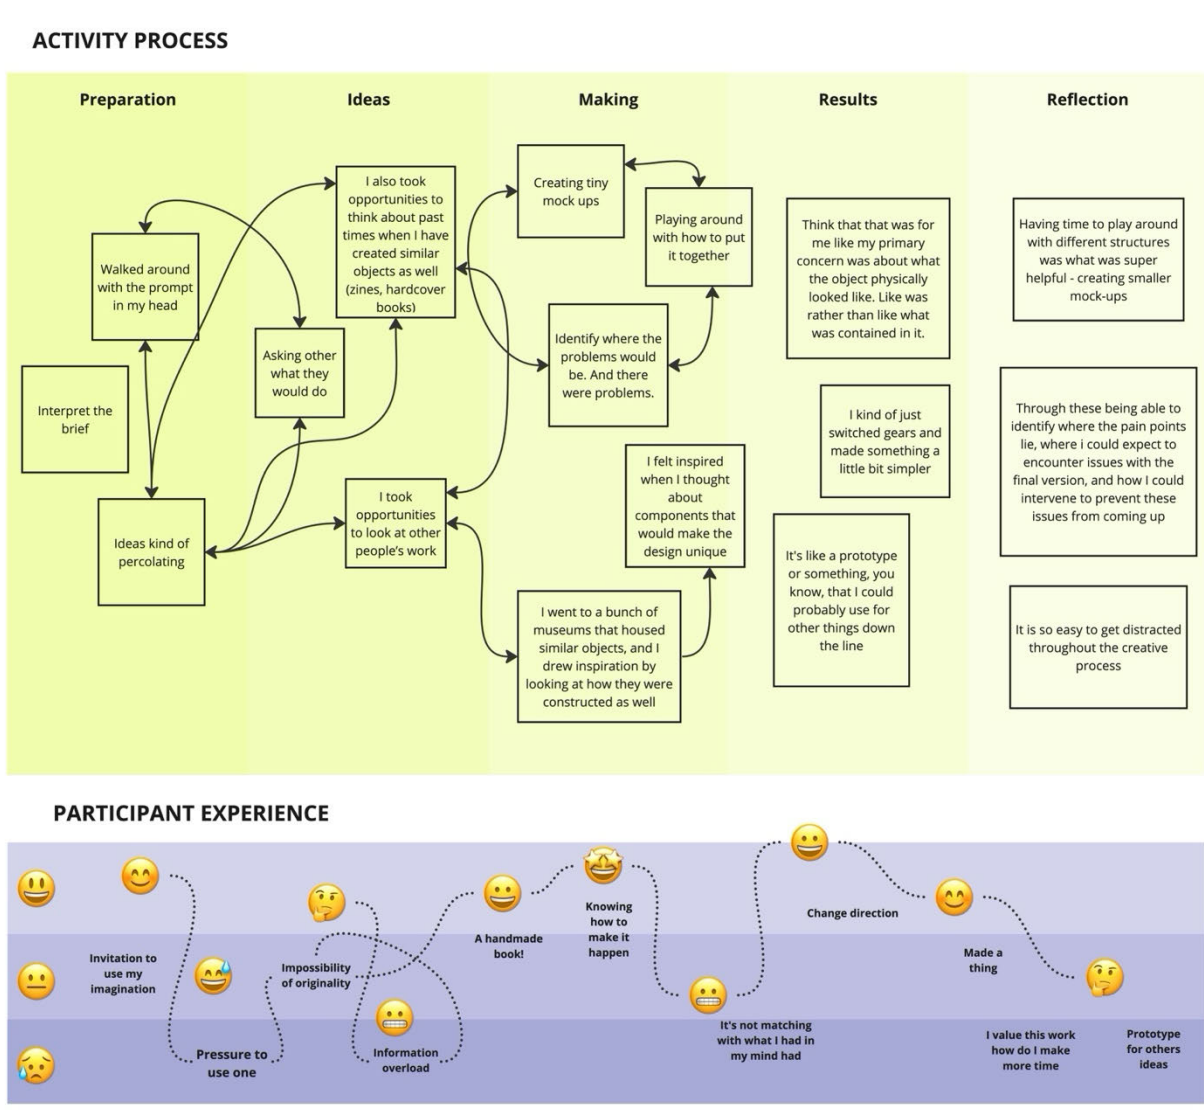 ACTIVITY PROCESS
Preparation
Ideas
Making
Results
Reflection
Walked around
with the prompt
in my head
Interpret the
brief
Ideas kind of
percolating
I also took
opportunities to
think about past
times when I have
created similar
objects as well
(zines, hardcover
books)
Asking other
what they
would do
I took
opportunities
to look at other
people's work
Creating tiny
mock ups
Playing around
with how to put
it together
Identify where the
problems would
be. And there
were problems.
I felt inspired
when I thought
about
components that
would make the
design unique
I went to a bunch of
museums that housed
similar objects, and I
drew inspiration by
looking at how they were
constructed as well
Think that that was for
me like my primary
concern was about what
the object physically
looked like. Like was
rather than like what
was contained in it.
I kind of just
switched gears and
made something a
little bit simpler
It's like a prototype
or something, you
know, that I could
probably use for
other things down
the line
Having time to play around
with different structures
was what was super
helpful - creating smaller
mock-ups
Through these being able to
identify where the pain points
lie, where i could expect to
encounter issues with the
final version, and how I could
intervene to prevent these
issues from coming up
It is so easy to get distracted
throughout the creative
process
PARTICIPANT EXPERIENCE
Invitation to
use my
imagination
Pressure to
use one
Impossibility
of originality
Information
overload
A handmade
book!
Knowing
how to
make it
happen
It's not matching
with what I had in
my mind had
Change direction
Made a
thing
I value this work
how do I make
more time
Prototype
for others
ideas